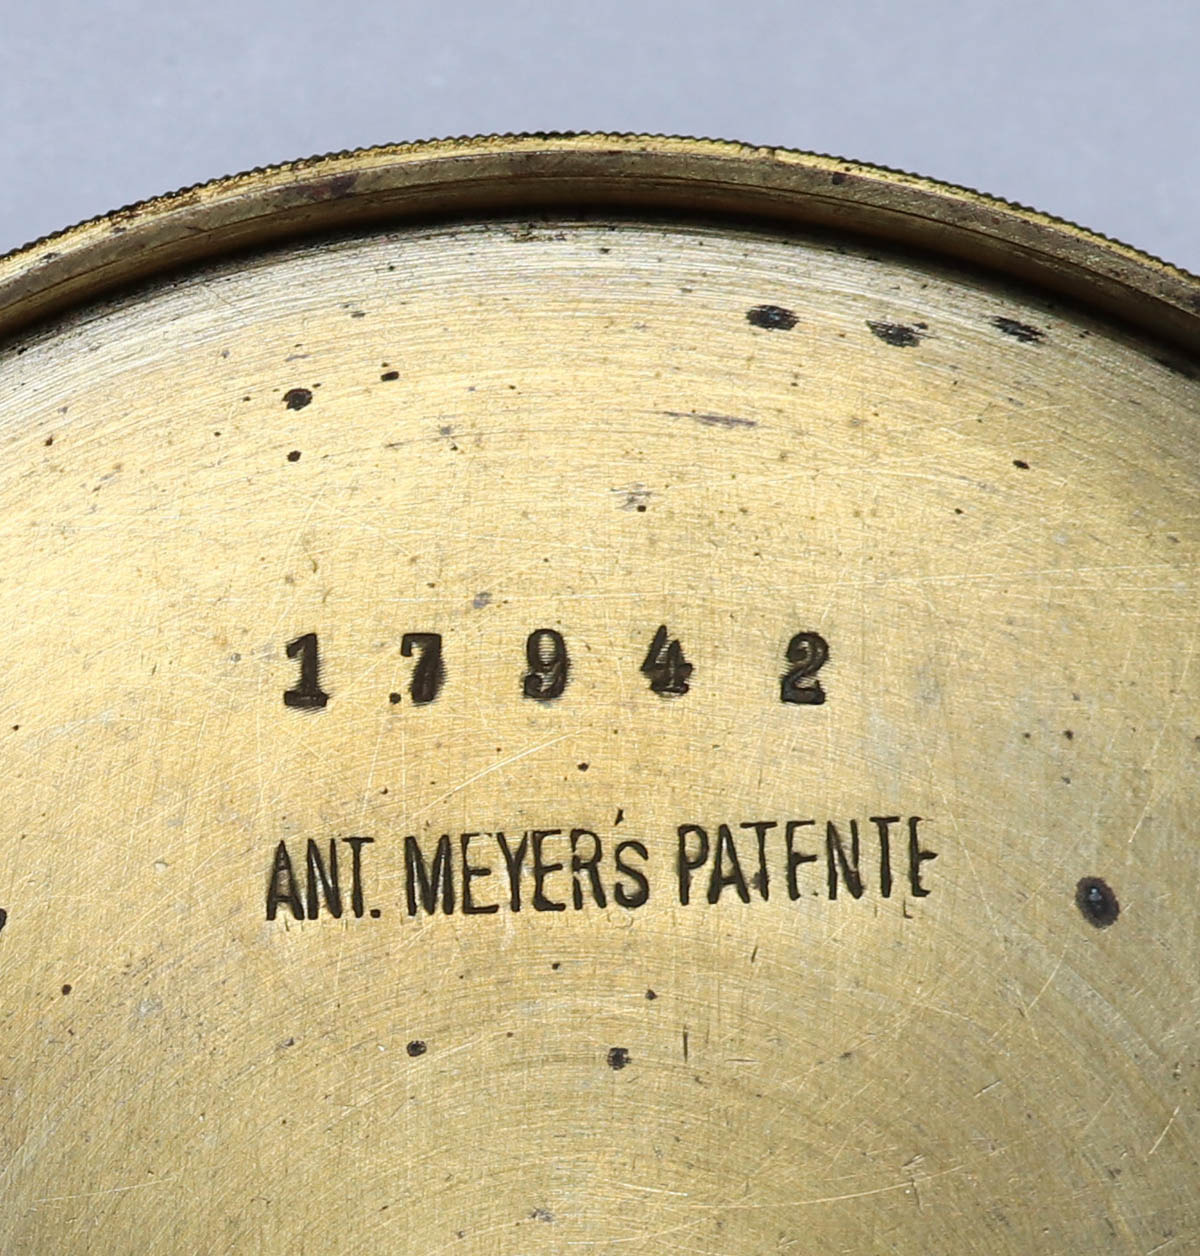 17942
ANT. MEYER'S PATENTE